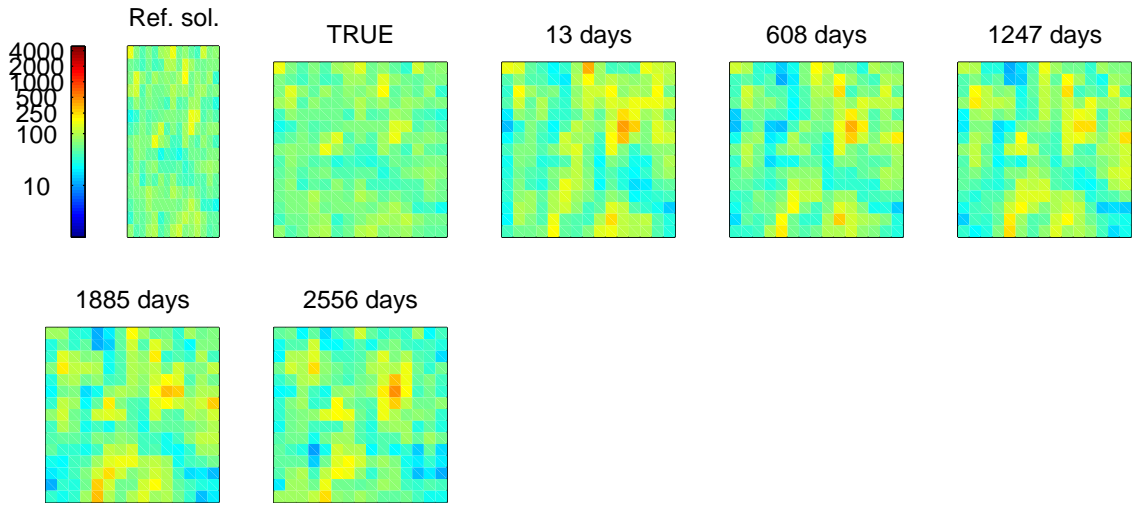 Ref. sol.
TRUE
13 days
608 days
1247 days
4000
2000
1000
500
250
100
10
1885 days
2556 days